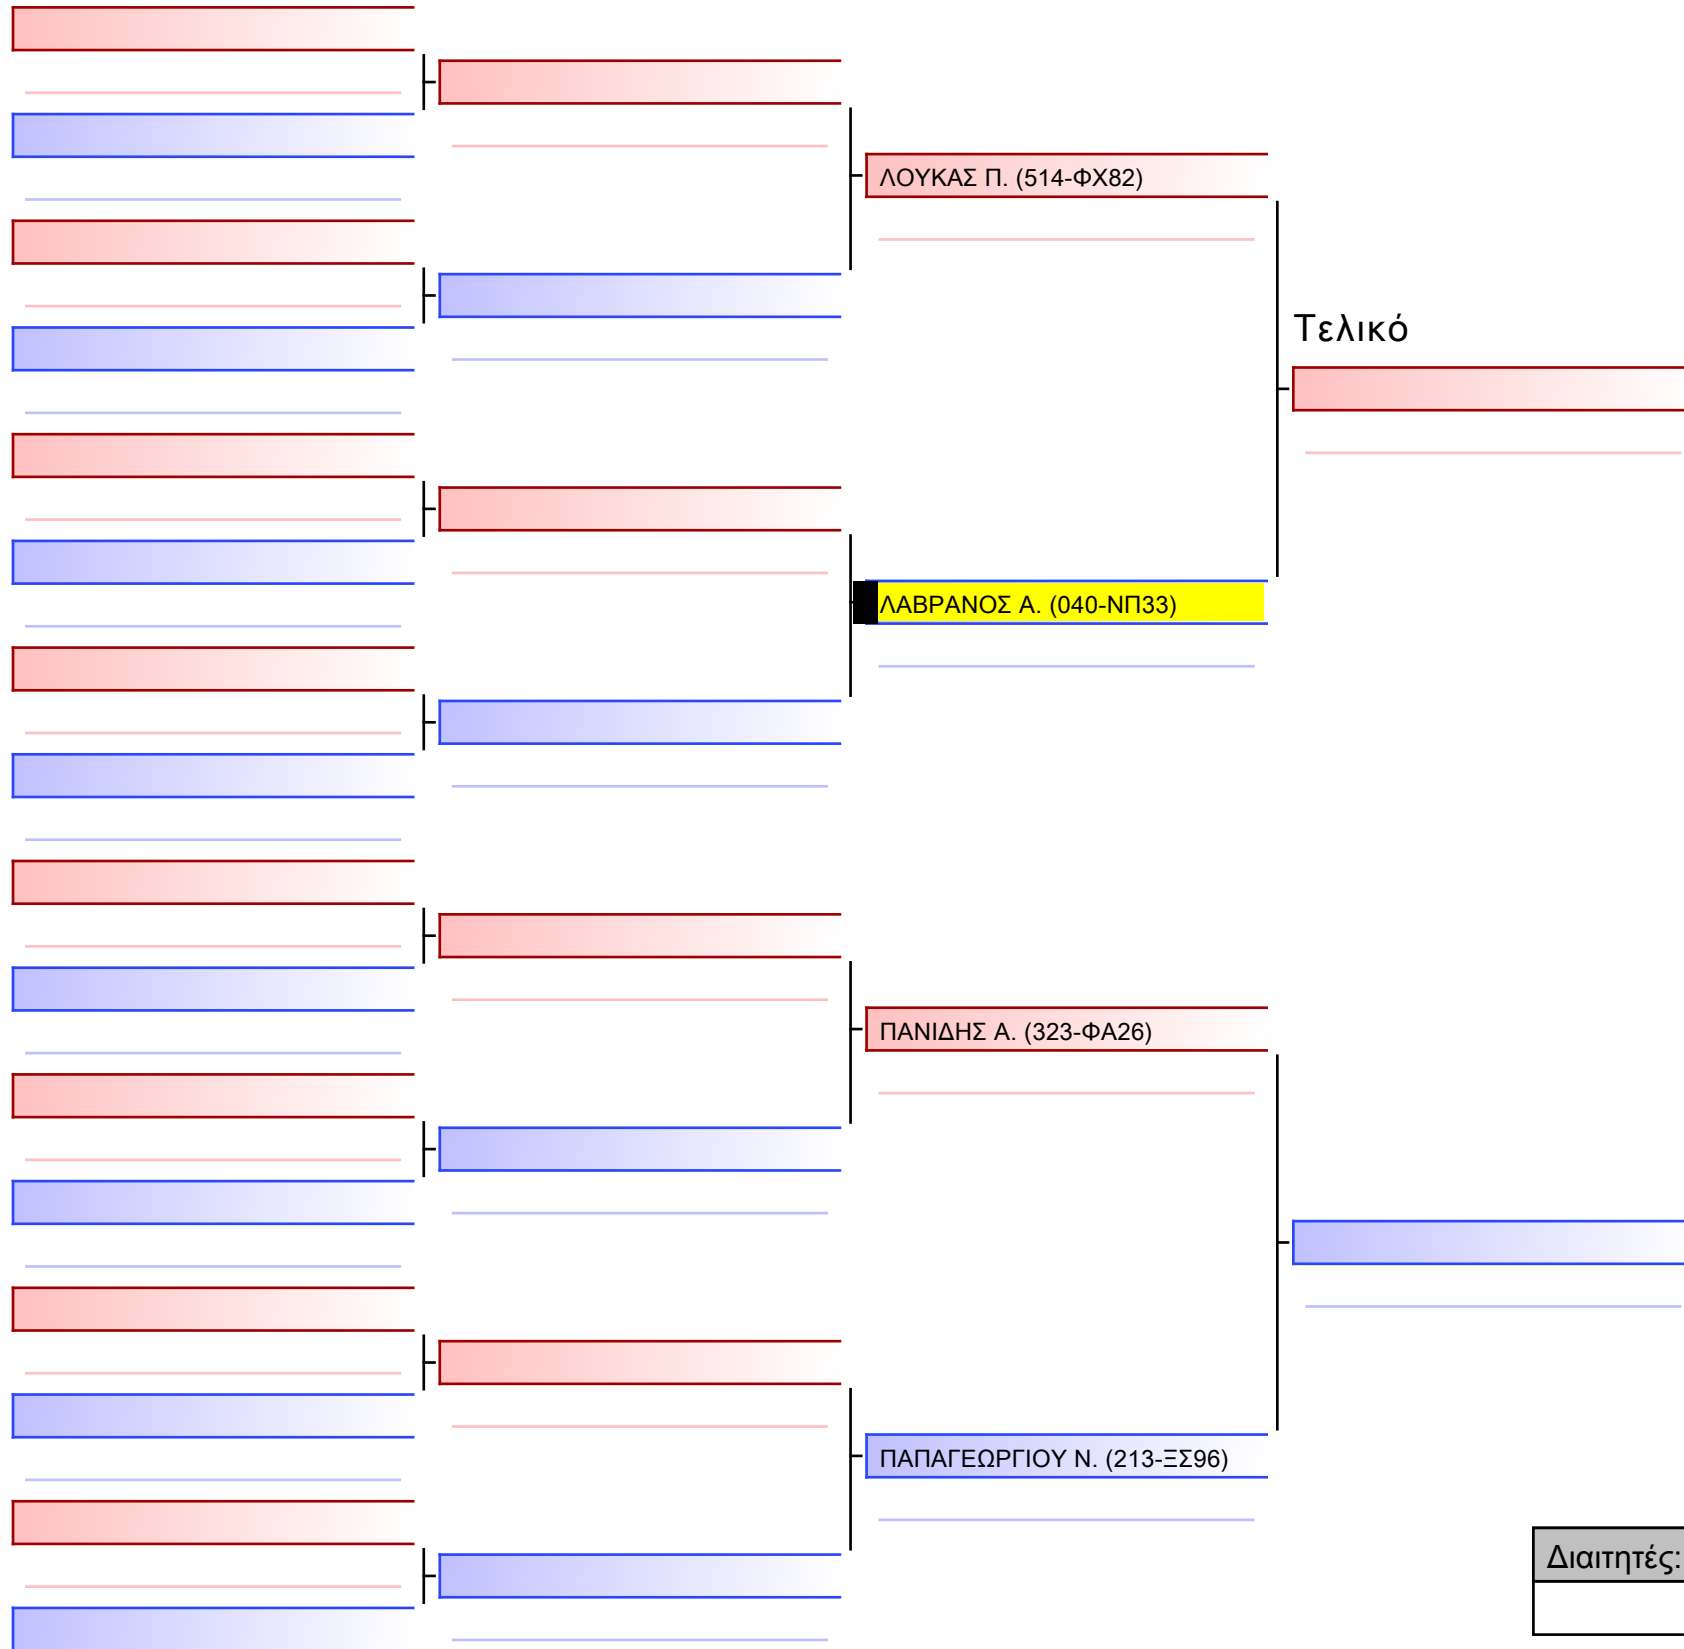 ΛΟΥΚΑΣ Π. (514-ΦΧ82)
Τελικό
ΛΑΒΡΑΝΟΣ Α. (040-ΝΠ33)
ΠΑΝΙΔΗΣ Α. (323-ΦΑ26)
ΠΑΠΑΓΕΩΡΓΙΟΥ Ν. (213-ΞΣ96)
Διαιτητές: